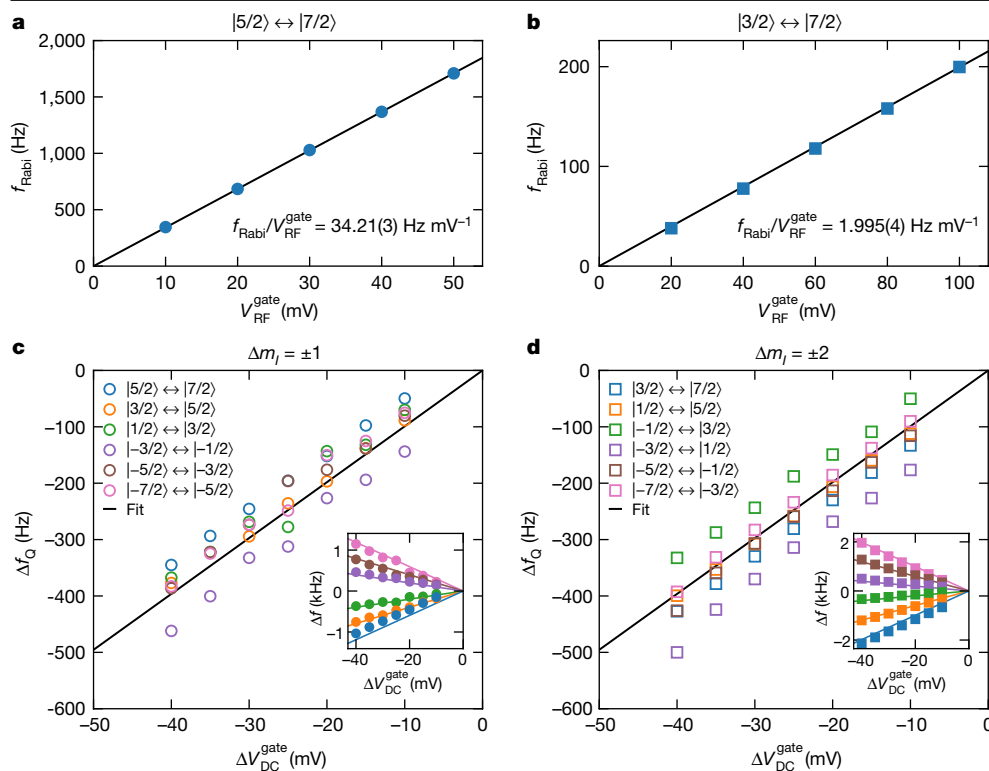 a |5/2⟩ ↔ |7/2⟩
2,000
1,500
1,000
500
0
f_Rabi (Hz)
f_Rabi/V_RF^gate = 34.21(3) Hz mV⁻¹
0 10 20 30 40 50
V_RF^gate (mV)
b |3/2⟩ ↔ |7/2⟩
200
100
0
f_Rabi (Hz)
f_Rabi/V_RF^gate = 1.995(4) Hz mV⁻¹
0 20 40 60 80 100
V_RF^gate (mV)
c Δm_I = ±1
0
−100
−200
−300
−400
−500
−600
Δf_Q (Hz)
|5/2⟩ ↔ |7/2⟩
|3/2⟩ ↔ |5/2⟩
|1/2⟩ ↔ |3/2⟩
|−3/2⟩ ↔ |−1/2⟩
|−5/2⟩ ↔ |−3/2⟩
|−7/2⟩ ↔ |−5/2⟩
Fit
1
0
−1
Δf (kHz)
−40 −20 0
ΔV_DC^gate (mV)
−50 −40 −30 −20 −10 0
ΔV_DC^gate (mV)
d Δm_I = ±2
0
−100
−200
−300
−400
−500
−600
Δf_Q (Hz)
|3/2⟩ ↔ |7/2⟩
|1/2⟩ ↔ |5/2⟩
|−1/2⟩ ↔ |3/2⟩
|−3/2⟩ ↔ |1/2⟩
|−5/2⟩ ↔ |−1/2⟩
|−7/2⟩ ↔ |−3/2⟩
Fit
2
0
−2
Δf (kHz)
−40 −20 0
ΔV_DC^gate (mV)
−50 −40 −30 −20 −10 0
ΔV_DC^gate (mV)